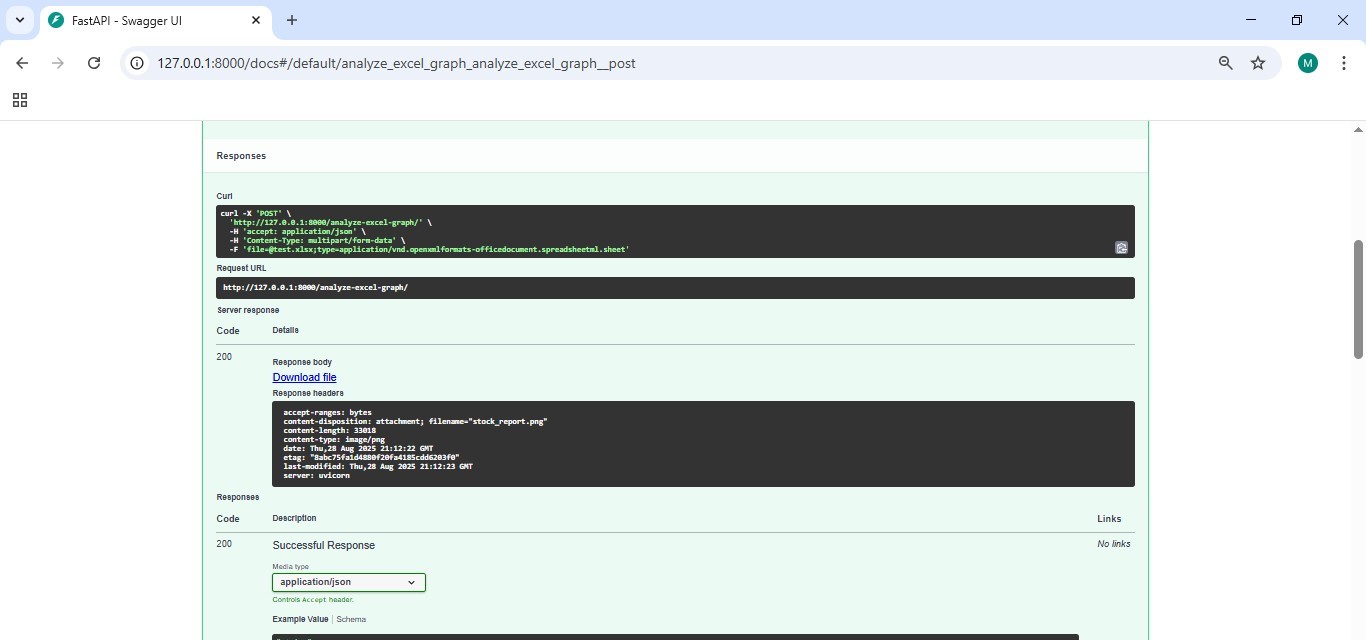 FastAPI - Swagger UI
127.0.0.1:8000/docs#/default/analyze_excel_graph_analyze_excel_graph__post
M
Responses
Curl
curl -X 'POST' \
'http://127.0.0.1:8000/analyze-excel-graph/' \
-H 'accept: application/json' \
-H 'Content-Type: multipart/form-data' \
-F 'file=@test.xlsx;type=application/vnd.openxmlformats-officedocument.spreadsheetml.sheet'
Request URL
http://127.0.0.1:8000/analyze-excel-graph/
Server response
Code Details
200
Response body
Download file
Response headers
accept-ranges: bytes
content-disposition: attachment; filename="stock_report.png"
content-length: 33018
content-type: image/png
date: Thu,28 Aug 2025 21:12:22 GMT
etag: "8abc75fa1d4880f20fa4185cdd6203f0"
last-modified: Thu,28 Aug 2025 21:12:23 GMT
server: uvicorn
Responses
Code Description Links
200 Successful Response No links
Media type
application/json
Controls Accept header.
Example Value | Schema